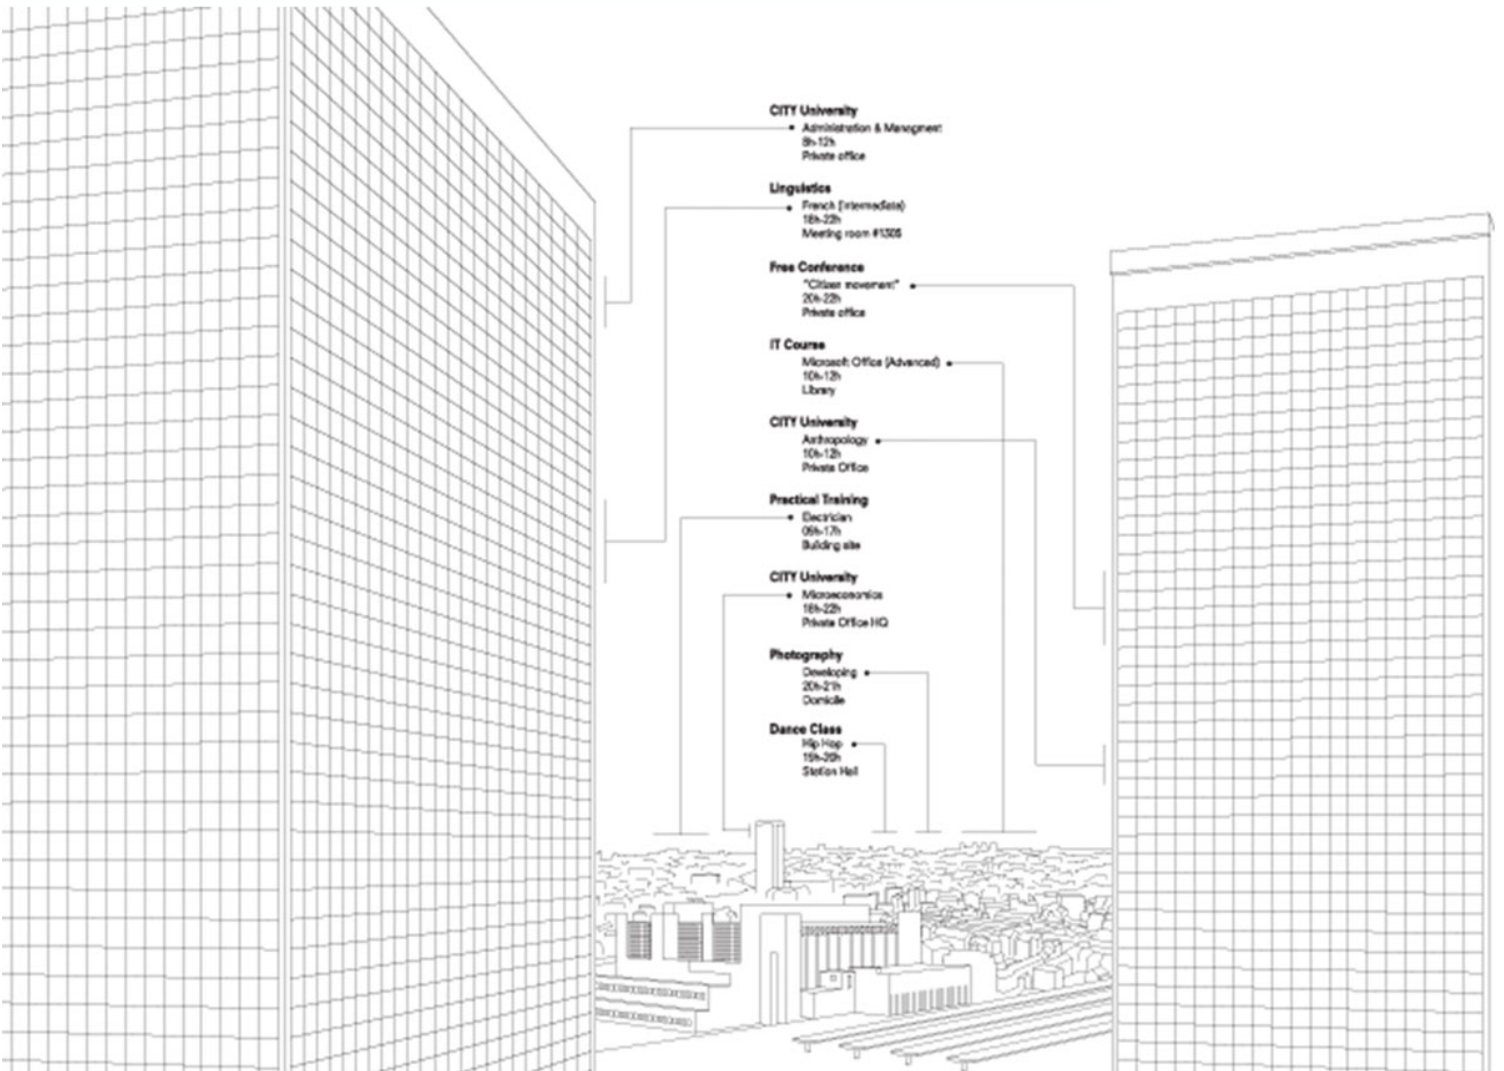 CITY University
Administration & Managment
8h-12h
Private office
Linguistics
French (Intermediate)
18h-22h
Meeting room #1305
Free Conference
"Citizen movement"
20h-22h
Private office
IT Course
Microsoft Office (Advanced)
10h-12h
Library
CITY University
Anthropology
10h-12h
Private Office
Practical Training
Electrician
09h-17h
Building site
CITY University
Microeconomics
18h-22h
Private Office HQ
Photography
Developing
20h-21h
Domicile
Dance Class
Hip Hop
Station Hall